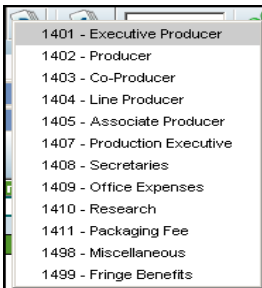 1401 - Executive Producer
1402 - Producer
1403 - Co-Producer
1404 - Line Producer
1405 - Associate Producer
1407 - Production Executive
1408 - Secretaries
1409 - Office Expenses
1410 - Research
1411 - Packaging Fee
1498 - Miscellaneous
1499 - Fringe Benefits